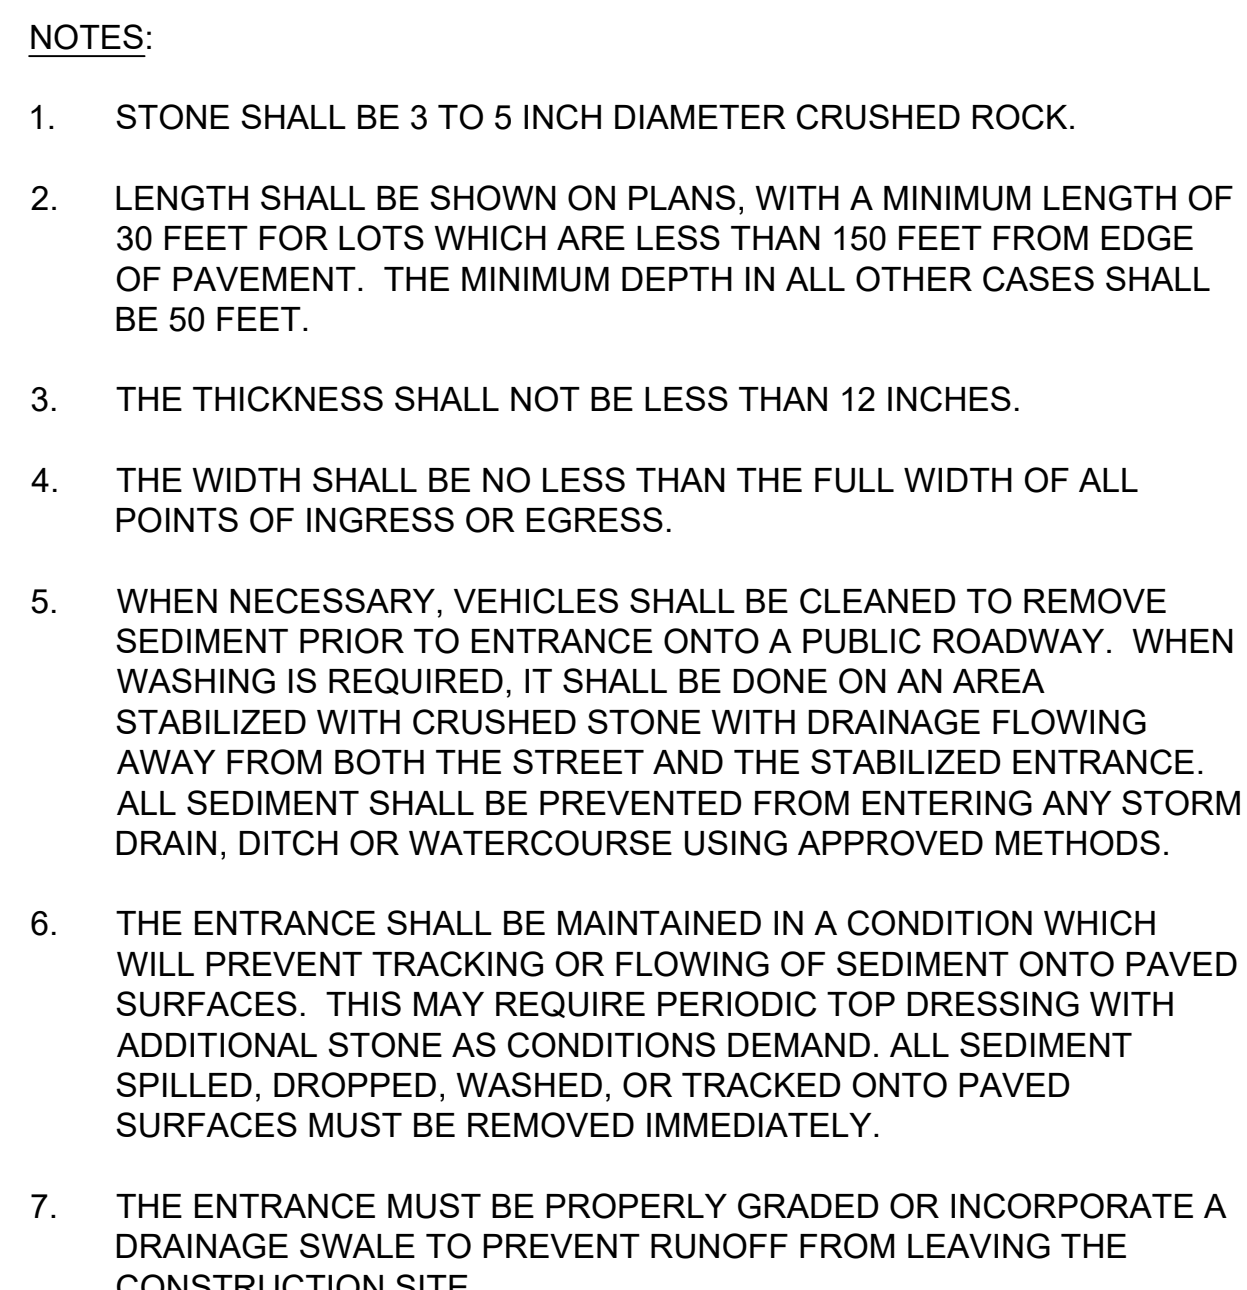 NOTES:
1. STONE SHALL BE 3 TO 5 INCH DIAMETER CRUSHED ROCK.
2. LENGTH SHALL BE SHOWN ON PLANS, WITH A MINIMUM LENGTH OF
30 FEET FOR LOTS WHICH ARE LESS THAN 150 FEET FROM EDGE
OF PAVEMENT. THE MINIMUM DEPTH IN ALL OTHER CASES SHALL
BE 50 FEET.
3. THE THICKNESS SHALL NOT BE LESS THAN 12 INCHES.
4. THE WIDTH SHALL BE NO LESS THAN THE FULL WIDTH OF ALL
POINTS OF INGRESS OR EGRESS.
5. WHEN NECESSARY, VEHICLES SHALL BE CLEANED TO REMOVE
SEDIMENT PRIOR TO ENTRANCE ONTO A PUBLIC ROADWAY. WHEN
WASHING IS REQUIRED, IT SHALL BE DONE ON AN AREA
STABILIZED WITH CRUSHED STONE WITH DRAINAGE FLOWING
AWAY FROM BOTH THE STREET AND THE STABILIZED ENTRANCE.
ALL SEDIMENT SHALL BE PREVENTED FROM ENTERING ANY STORM
DRAIN, DITCH OR WATERCOURSE USING APPROVED METHODS.
6. THE ENTRANCE SHALL BE MAINTAINED IN A CONDITION WHICH
WILL PREVENT TRACKING OR FLOWING OF SEDIMENT ONTO PAVED
SURFACES. THIS MAY REQUIRE PERIODIC TOP DRESSING WITH
ADDITIONAL STONE AS CONDITIONS DEMAND. ALL SEDIMENT
SPILLED, DROPPED, WASHED, OR TRACKED ONTO PAVED
SURFACES MUST BE REMOVED IMMEDIATELY.
7. THE ENTRANCE MUST BE PROPERLY GRADED OR INCORPORATE A
DRAINAGE SWALE TO PREVENT RUNOFF FROM LEAVING THE
CONSTRUCTION SITE